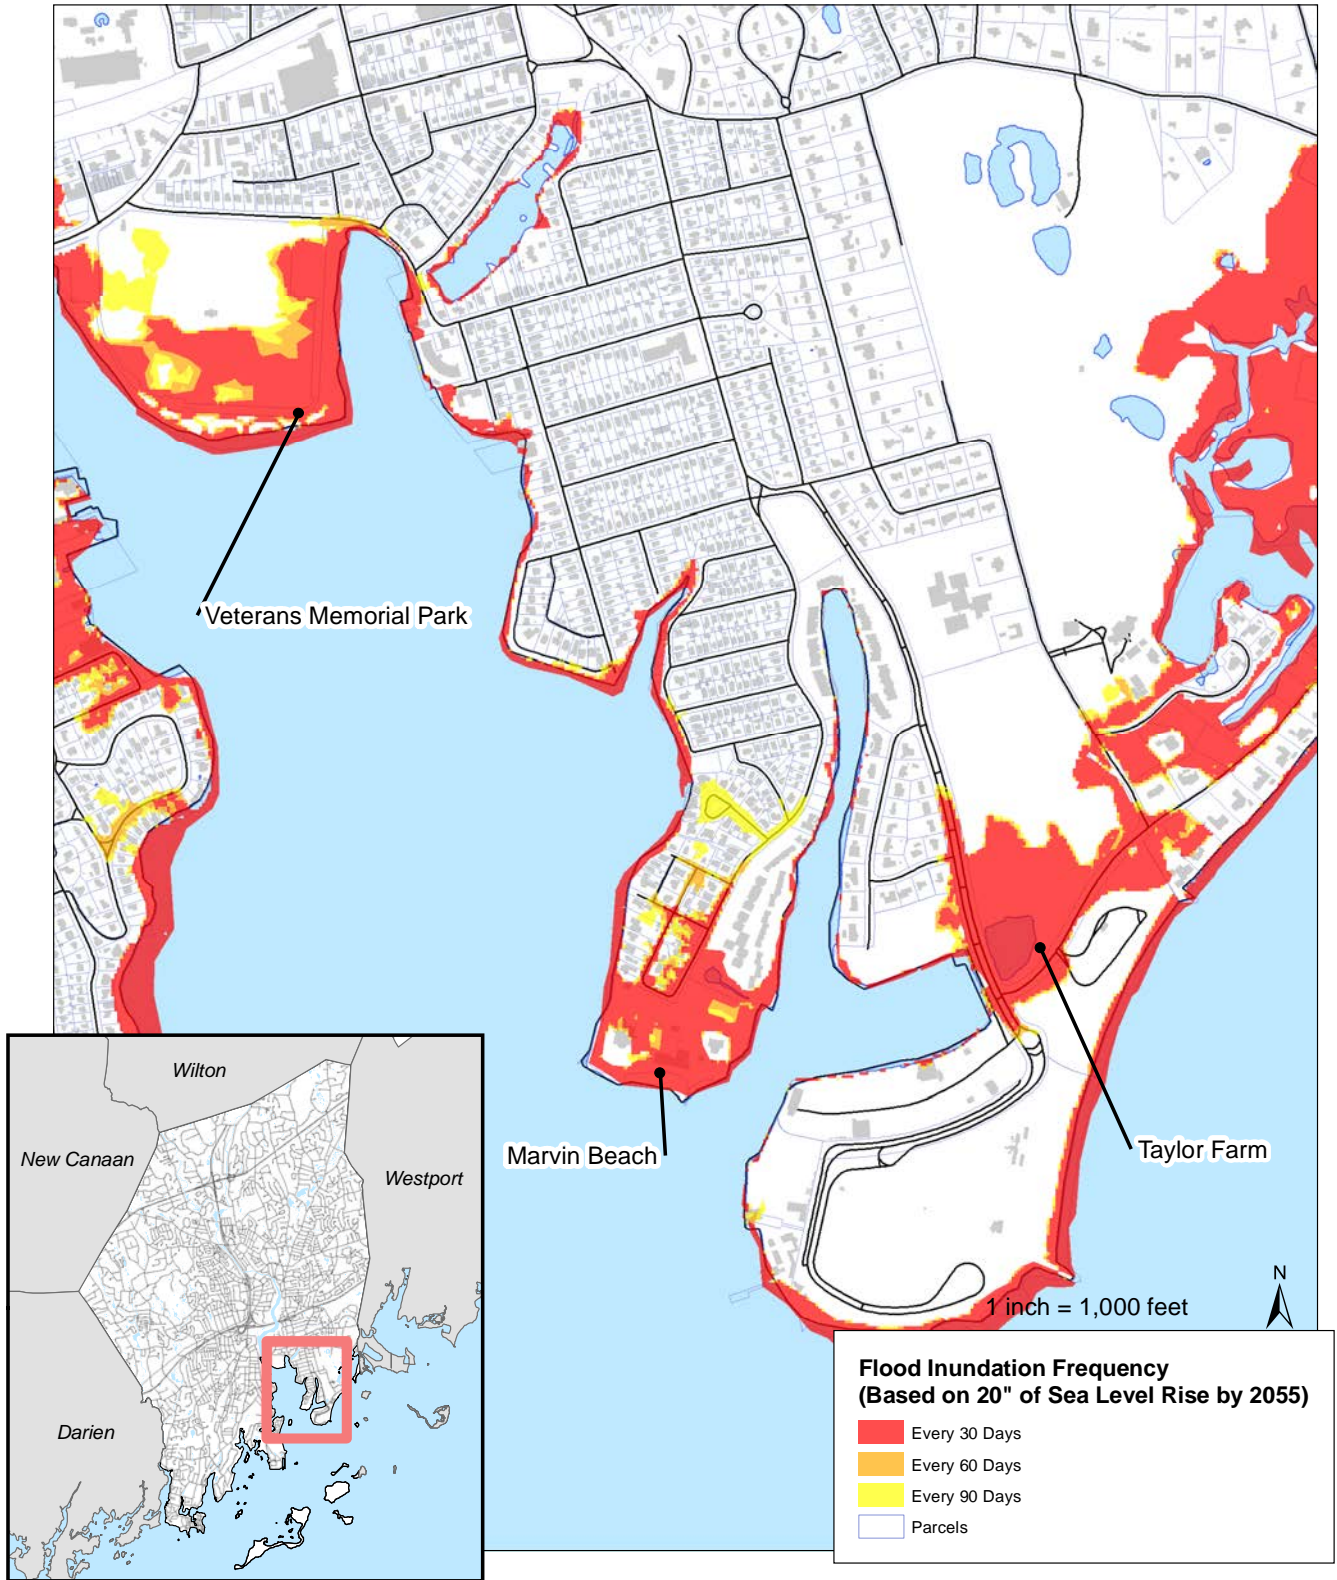 Veterans Memorial Park
Marvin Beach
Taylor Farm
Wilton
New Canaan
Westport
Darien
N
1 inch = 1,000 feet
Flood Inundation Frequency
(Based on 20" of Sea Level Rise by 2055)
Every 30 Days
Every 60 Days
Every 90 Days
Parcels